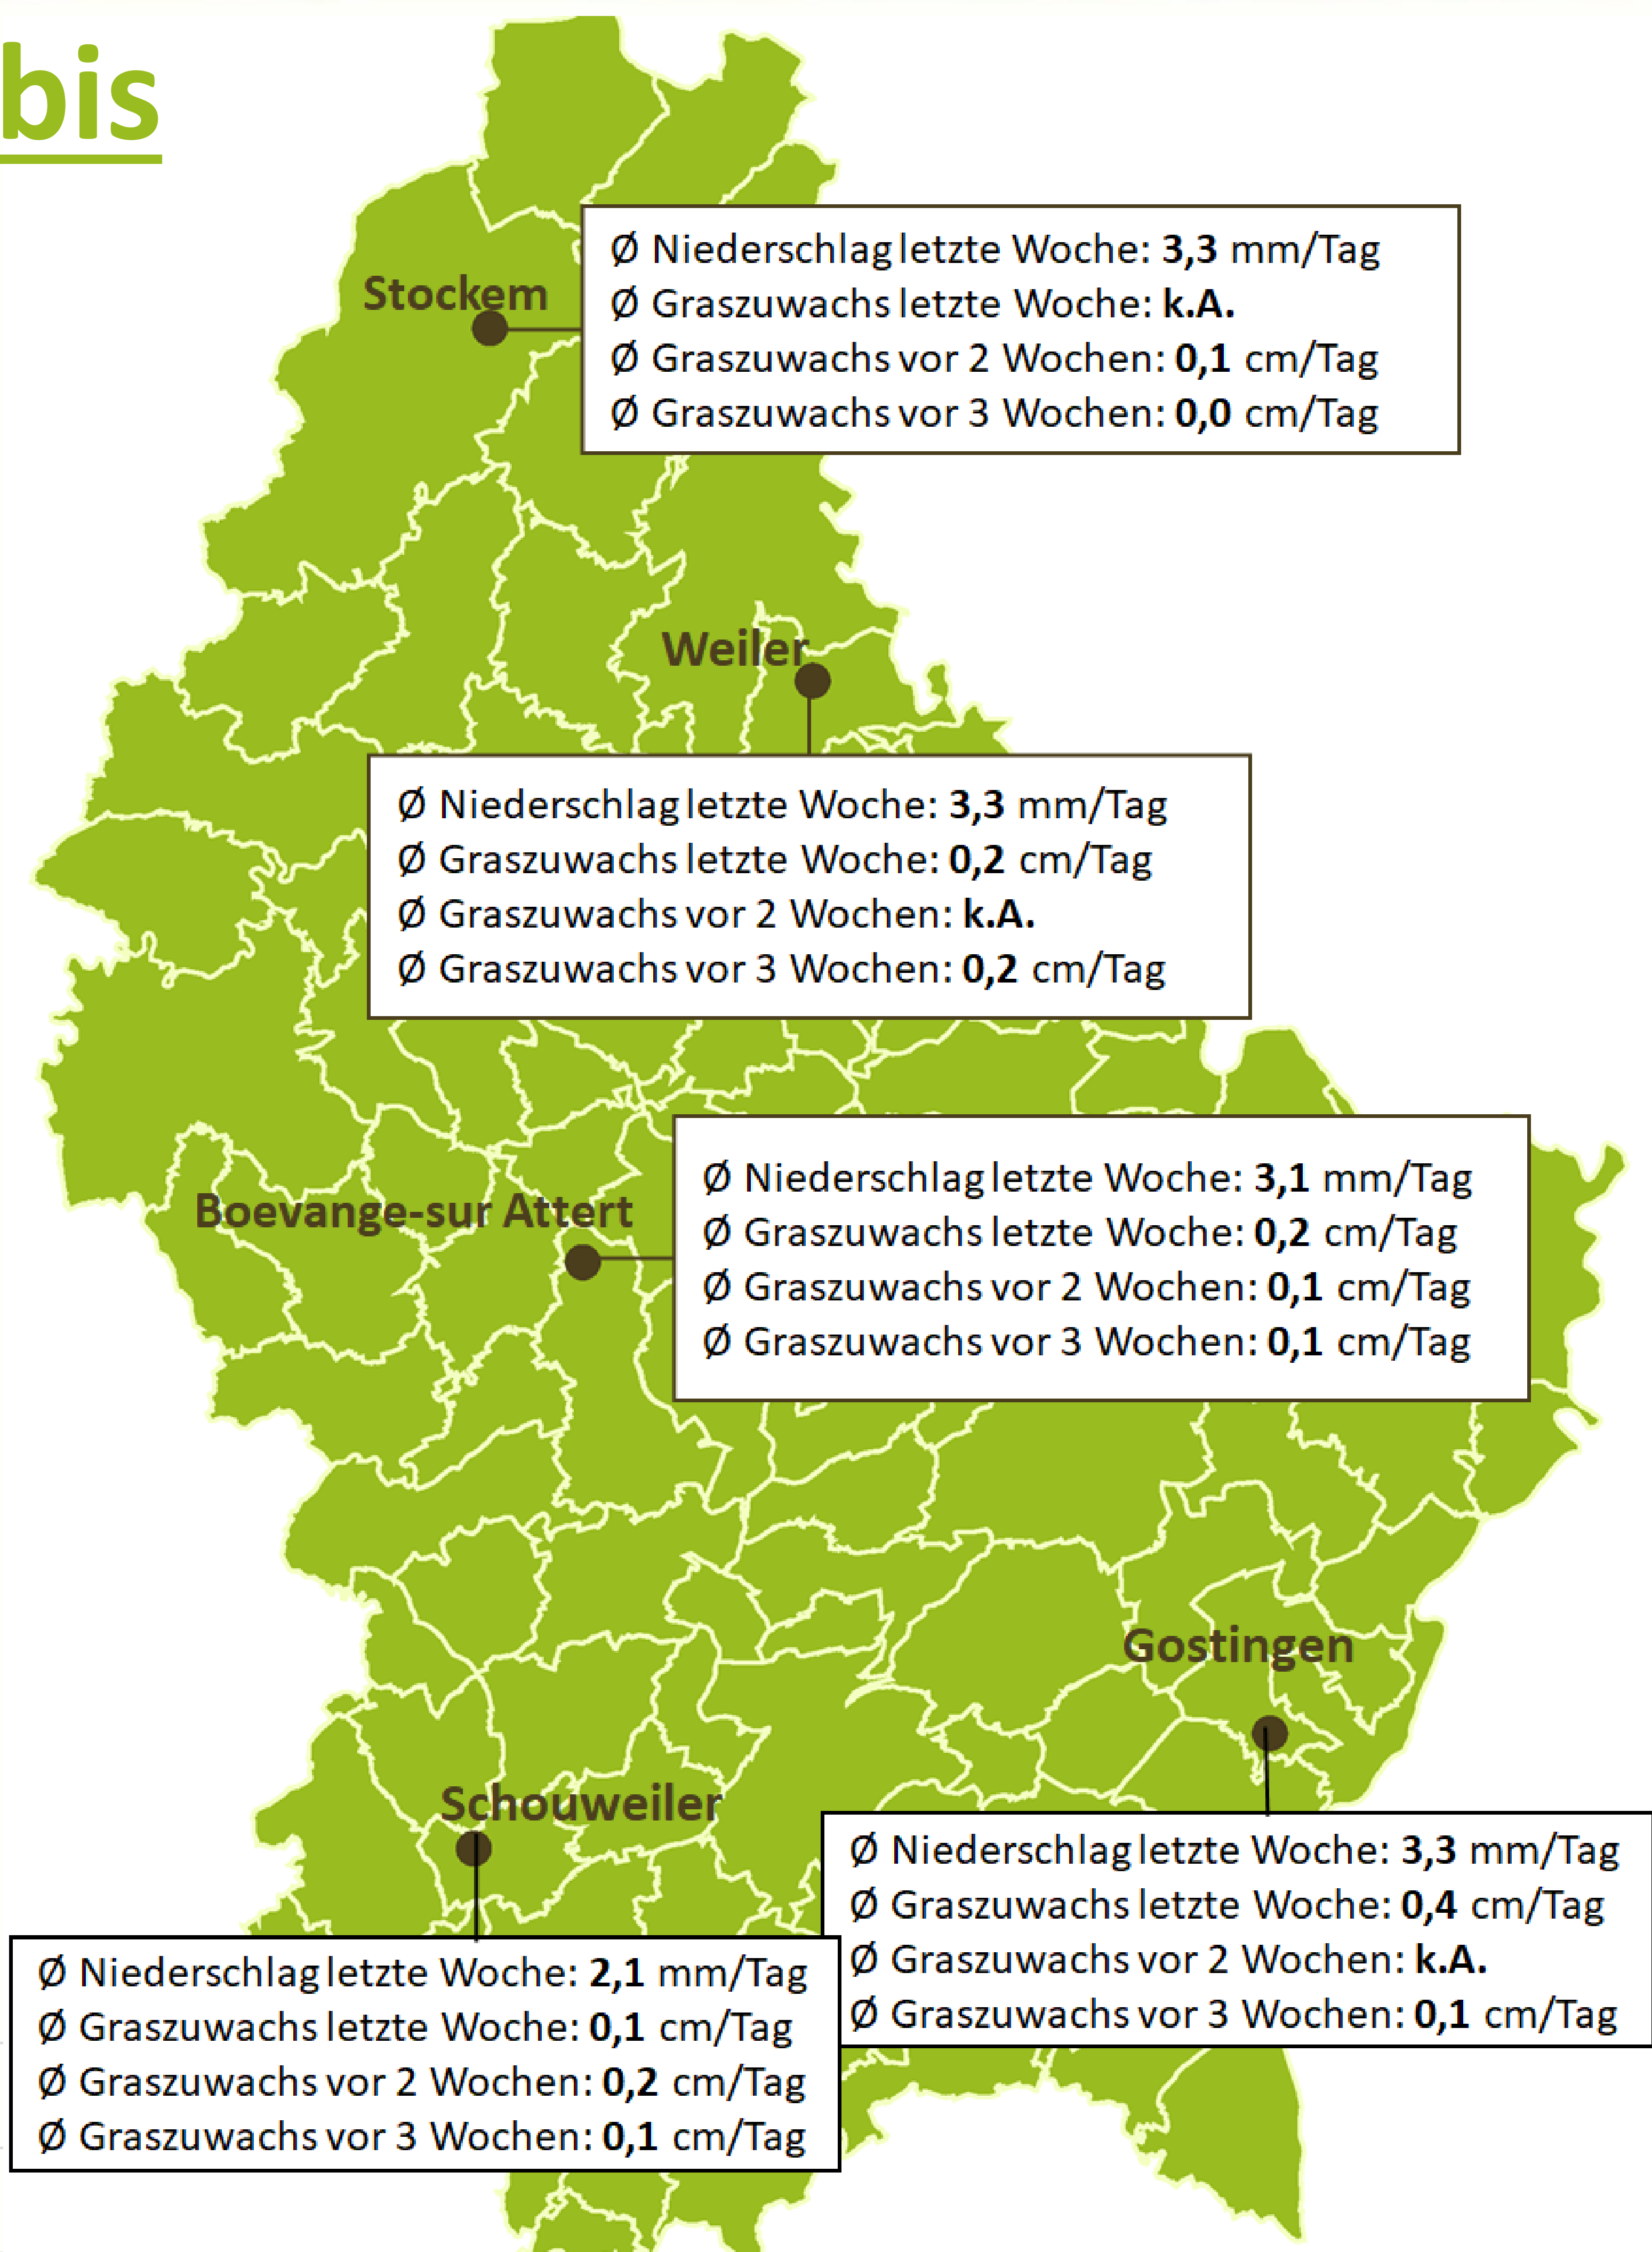 bis
Stockem
Ø Niederschlag letzte Woche: 3,3 mm/Tag
Ø Graszuwachs letzte Woche: k.A.
Ø Graszuwachs vor 2 Wochen: 0,1 cm/Tag
Ø Graszuwachs vor 3 Wochen: 0,0 cm/Tag
Weiler
Ø Niederschlag letzte Woche: 3,3 mm/Tag
Ø Graszuwachs letzte Woche: 0,2 cm/Tag
Ø Graszuwachs vor 2 Wochen: k.A.
Ø Graszuwachs vor 3 Wochen: 0,2 cm/Tag
Boevange-sur Attert
Ø Niederschlag letzte Woche: 3,1 mm/Tag
Ø Graszuwachs letzte Woche: 0,2 cm/Tag
Ø Graszuwachs vor 2 Wochen: 0,1 cm/Tag
Ø Graszuwachs vor 3 Wochen: 0,1 cm/Tag
Gostingen
Ø Niederschlag letzte Woche: 3,3 mm/Tag
Ø Graszuwachs letzte Woche: 0,4 cm/Tag
Ø Graszuwachs vor 2 Wochen: k.A.
Ø Graszuwachs vor 3 Wochen: 0,1 cm/Tag
Schouweiler
Ø Niederschlag letzte Woche: 2,1 mm/Tag
Ø Graszuwachs letzte Woche: 0,1 cm/Tag
Ø Graszuwachs vor 2 Wochen: 0,2 cm/Tag
Ø Graszuwachs vor 3 Wochen: 0,1 cm/Tag